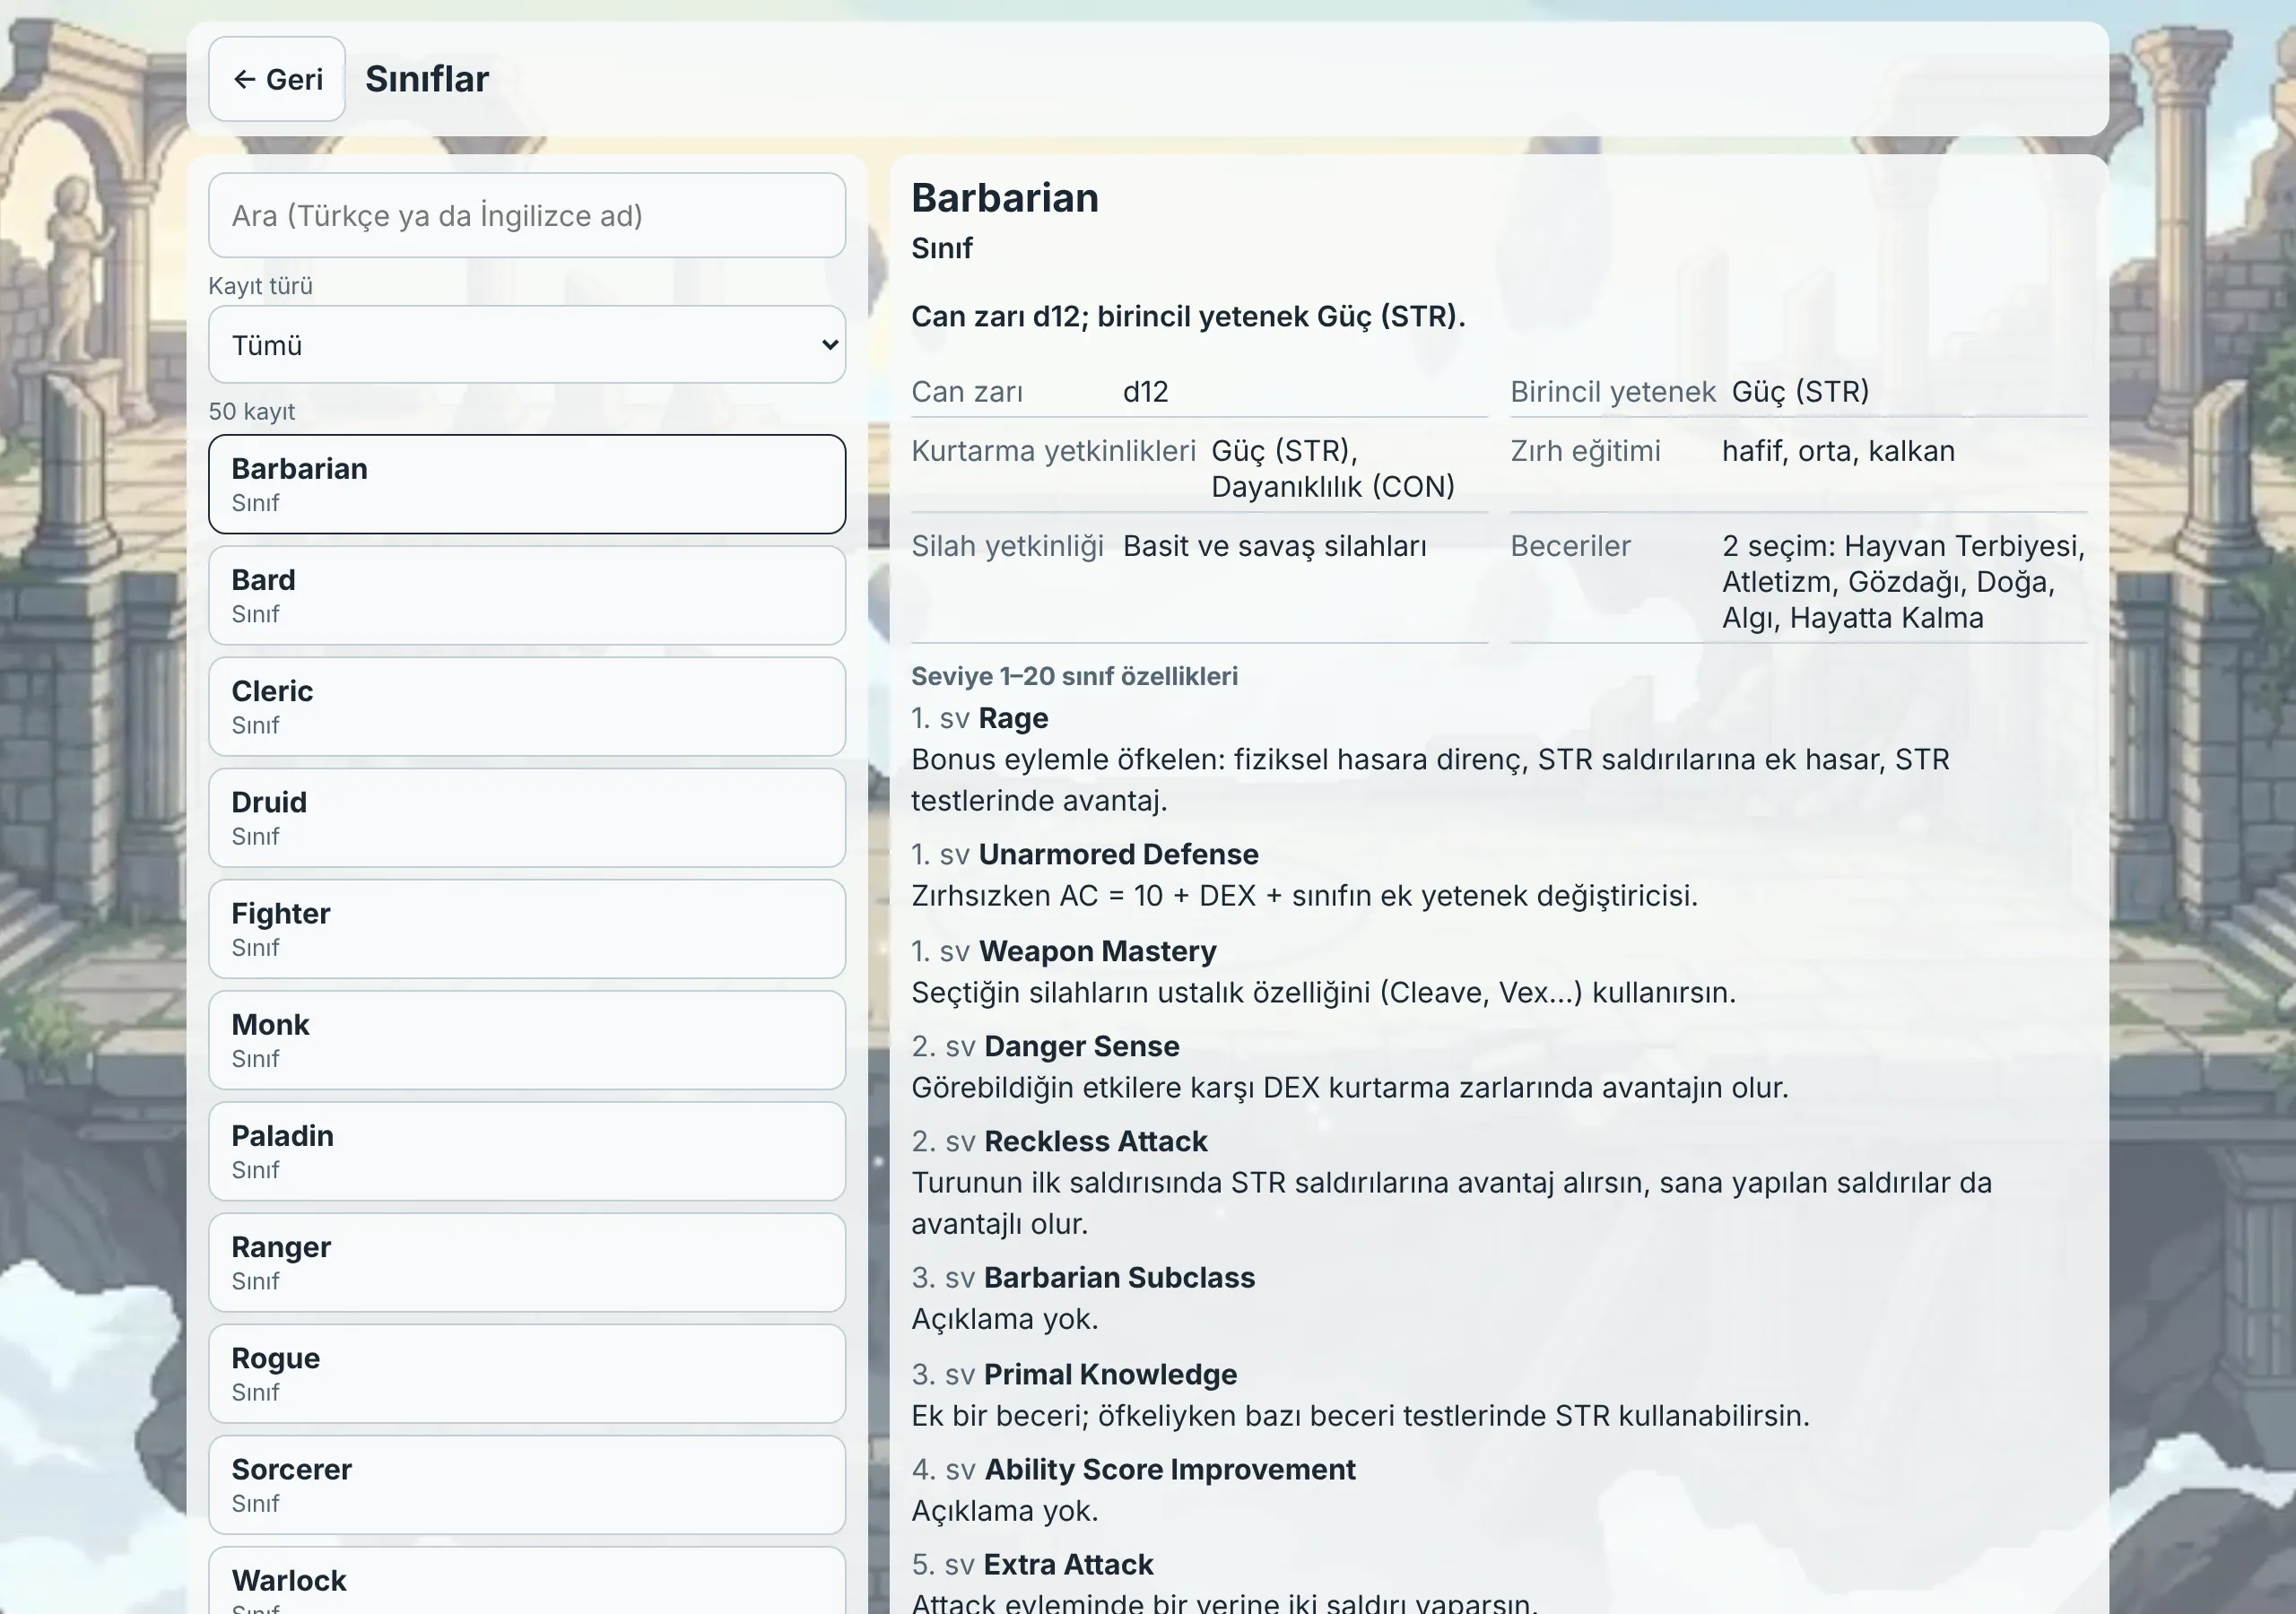 ← Geri
Sınıflar
Ara (Türkçe ya da İngilizce ad)
Kayıt türü
Tümü
50 kayıt
Barbarian
Sınıf
Bard
Sınıf
Cleric
Sınıf
Druid
Sınıf
Fighter
Sınıf
Monk
Sınıf
Paladin
Sınıf
Ranger
Sınıf
Rogue
Sınıf
Sorcerer
Sınıf
Warlock
Sınıf
Barbarian
Sınıf
Can zarı d12; birincil yetenek Güç (STR).
Can zarı d12
Birincil yetenek Güç (STR)
Kurtarma yetkinlikleri Güç (STR),
Dayanıklılık (CON)
Zırh eğitimi hafif, orta, kalkan
Silah yetkinliği Basit ve savaş silahları
Beceriler 2 seçim: Hayvan Terbiyesi,
Atletizm, Gözdağı, Doğa,
Algı, Hayatta Kalma
Seviye 1–20 sınıf özellikleri
1. sv Rage
Bonus eylemle öfkelen: fiziksel hasara direnç, STR saldırılarına ek hasar, STR
testlerinde avantaj.
1. sv Unarmored Defense
Zırhsızken AC = 10 + DEX + sınıfın ek yetenek değiştiricisi.
1. sv Weapon Mastery
Seçtiğin silahların ustalık özelliğini (Cleave, Vex…) kullanırsın.
2. sv Danger Sense
Görebildiğin etkilere karşı DEX kurtarma zarlarında avantajın olur.
2. sv Reckless Attack
Turunun ilk saldırısında STR saldırılarına avantaj alırsın, sana yapılan saldırılar da
avantajlı olur.
3. sv Barbarian Subclass
Açıklama yok.
3. sv Primal Knowledge
Ek bir beceri; öfkeliyken bazı beceri testlerinde STR kullanabilirsin.
4. sv Ability Score Improvement
Açıklama yok.
5. sv Extra Attack
Attack eyleminde bir yerine iki saldırı yaparsın.